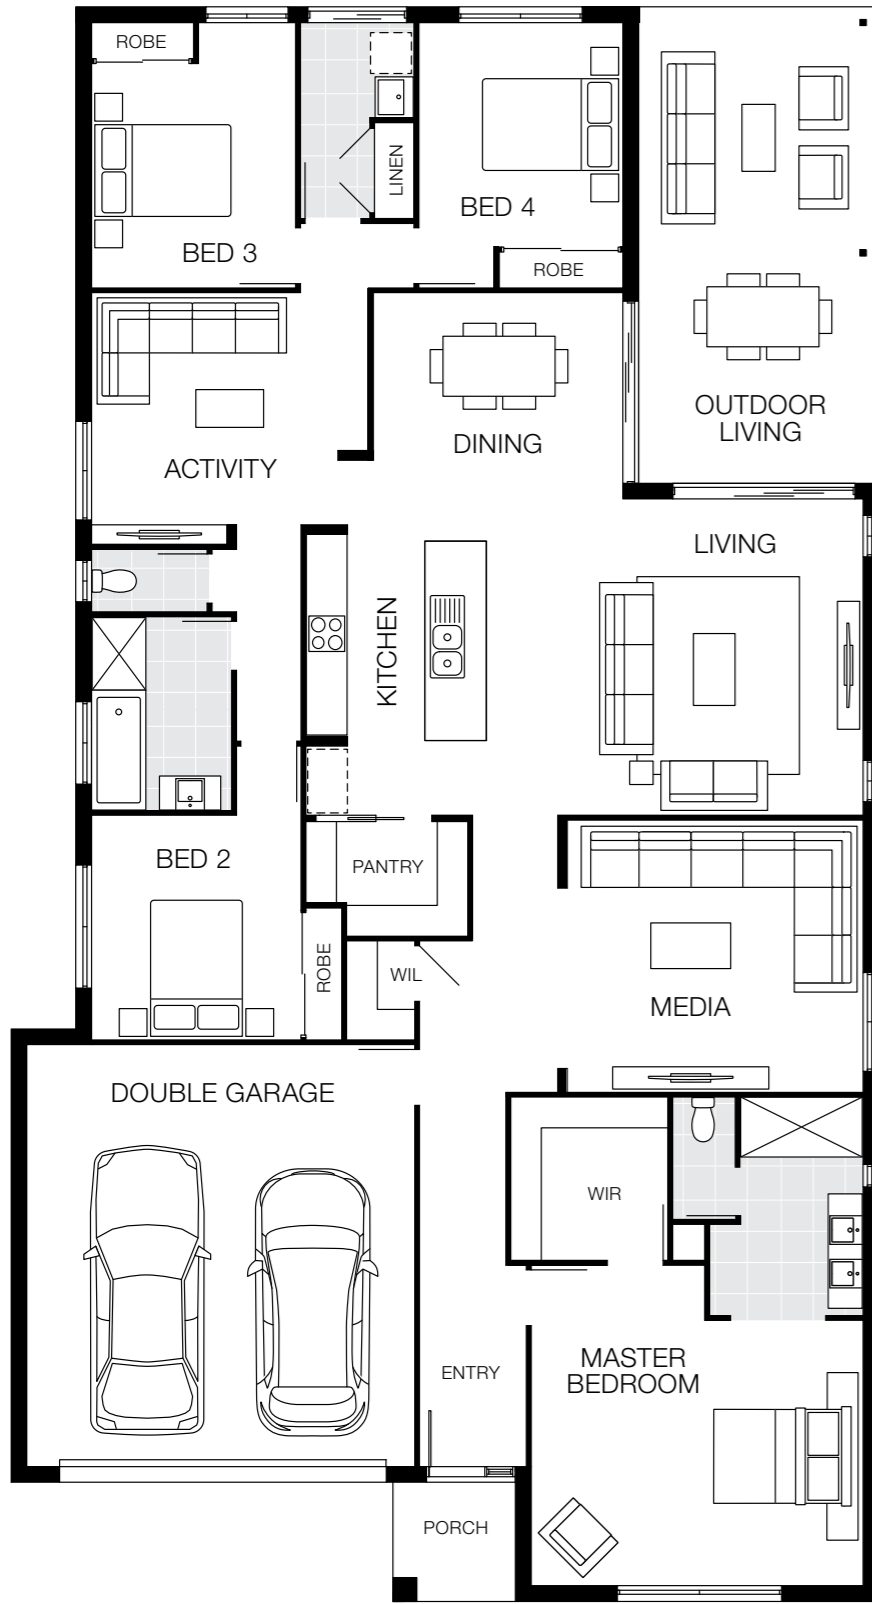 ROBE
LINEN
BED 4
BED 3
ROBE
OUTDOOR
LIVING
DINING
ACTIVITY
LIVING
KITCHEN
BED 2
PANTRY
ROBE
WIL
MEDIA
DOUBLE GARAGE
WIR
MASTER
BEDROOM
ENTRY
PORCH